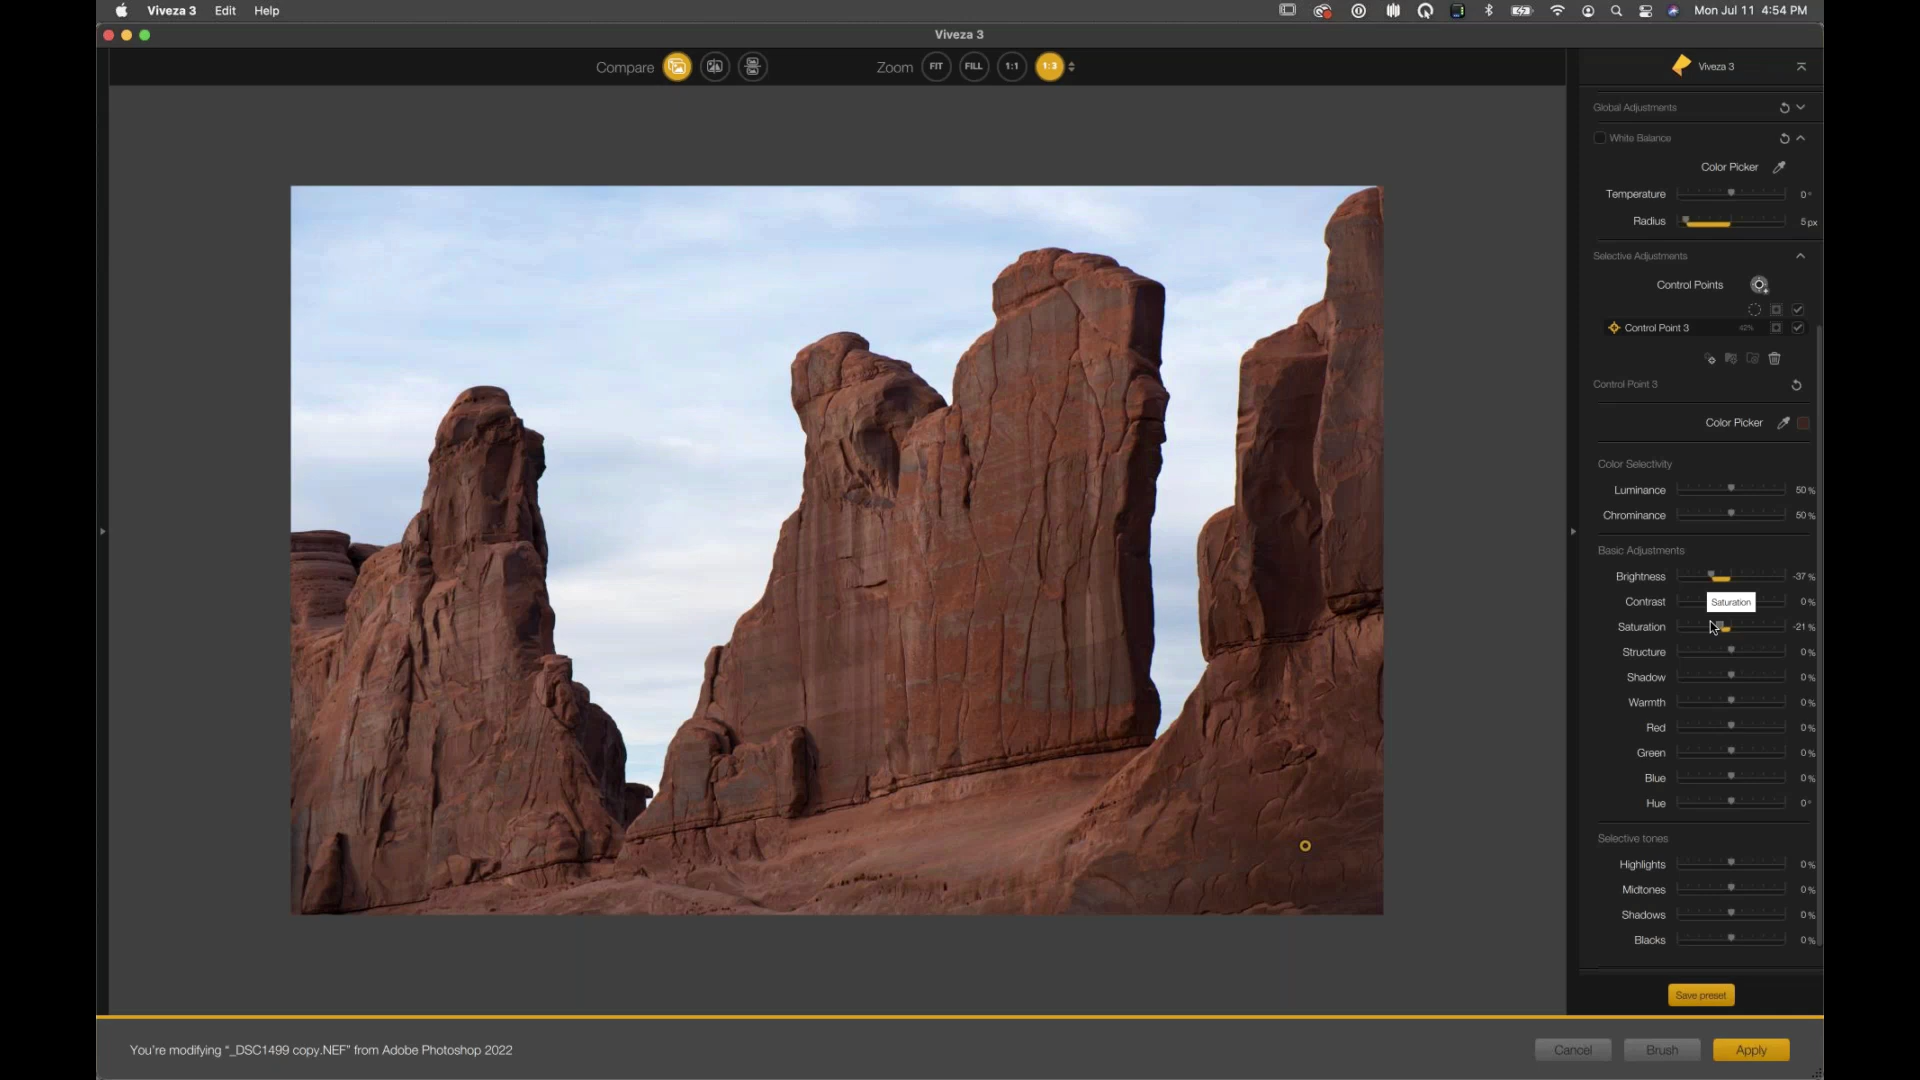 Viveza 3 Edit Help Mon Jul 11 4:54 PM
Viveza 3
Compare Zoom FIT FILL 1:1 1:3
Viveza 3
Global Adjustments
White Balance
Color Picker
Temperature 0°
Radius 5 px
Selective Adjustments
Control Points
Control Point 3 42%
Control Point 3
Color Picker
Color Selectivity
Luminance 50 %
Chrominance 50 %
Basic Adjustments
Brightness -37 %
Contrast Saturation 0 %
Saturation -21 %
Structure 0 %
Shadow 0 %
Warmth 0 %
Red 0 %
Green 0 %
Blue 0 %
Hue 0 °
Selective tones
Highlights 0 %
Midtones 0 %
Shadows 0 %
Blacks 0 %
Save preset
You're modifying "_DSC1499 copy.NEF" from Adobe Photoshop 2022 Cancel Brush Apply